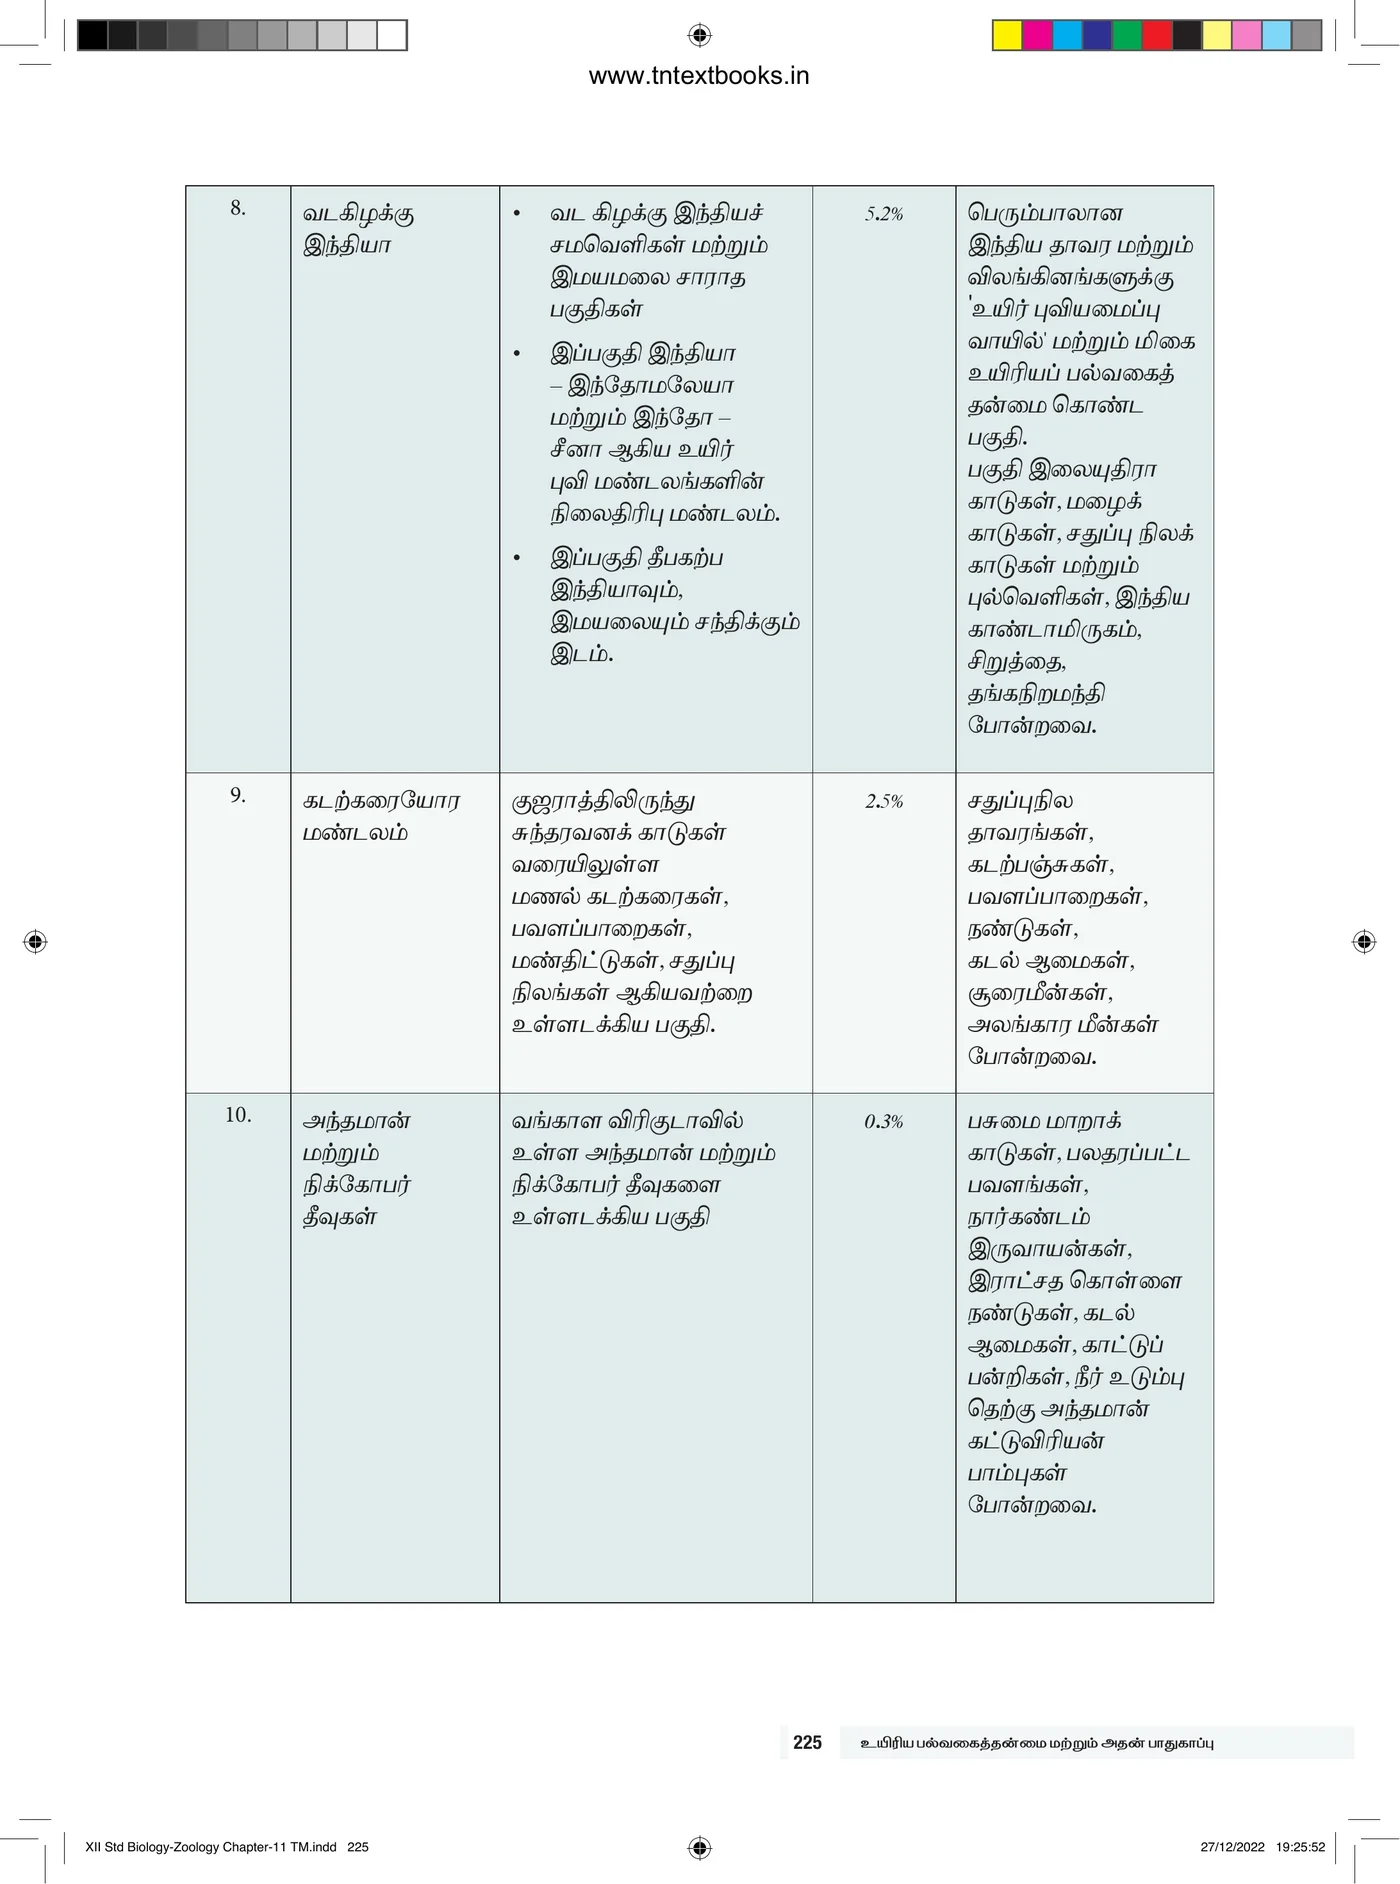 www.tntextbooks.in
8.
வடகிழக்கு
இந்தியா
• வட கிழக்கு இந்தியச்
சமவெளிகள் மற்றும்
இமயமலை சாராத
பகுதிகள்
• இப்பகுதி இந்தியா
– இந்தோமலேயா
மற்றும் இந்தோ –
சீனா ஆகிய உயிர்
புவி மண்டலங்களின்
நிலைதிரிபு மண்டலம்.
• இப்பகுதி தீபகற்ப
இந்தியாவும்,
இமயலையும் சந்திக்கும்
இடம்.
5.2%
பெரும்பாலான
இந்திய தாவர மற்றும்
விலங்கினங்களுக்கு
'உயிர் புவியமைப்பு
வாயில்' மற்றும் மிகை
உயிரியப் பல்வகைத்
தன்மை கொண்ட
பகுதி.
பகுதி இலையுதிரா
காடுகள், மழைக்
காடுகள், சதுப்பு நிலக்
காடுகள் மற்றும்
புல்வெளிகள், இந்திய
காண்டாமிருகம்,
சிறுத்தை,
தங்கநிறமந்தி
போன்றவை.
9.
கடற்கரையோர
மண்டலம்
குஜராத்திலிருந்து
சுந்தரவனக் காடுகள்
வரையிலுள்ள
மணல் கடற்கரைகள்,
பவளப்பாறைகள்,
மண்திட்டுகள், சதுப்பு
நிலங்கள் ஆகியவற்றை
உள்ளடக்கிய பகுதி.
2.5%
சதுப்புநில
தாவரங்கள்,
கடற்பஞ்சுகள்,
பவளப்பாறைகள்,
நண்டுகள்,
கடல் ஆமைகள்,
சூரைமீன்கள்,
அலங்கார மீன்கள்
போன்றவை.
10.
அந்தமான்
மற்றும்
நிக்கோபர்
தீவுகள்
வங்காள விரிகுடாவில்
உள்ள அந்தமான் மற்றும்
நிக்கோபர் தீவுகளை
உள்ளடக்கிய பகுதி
0.3%
பசுமை மாறாக்
காடுகள், பலதரப்பட்ட
பவளங்கள்,
நார்கண்டம்
இருவாயன்கள்,
இராட்சத கொள்ளை
நண்டுகள், கடல்
ஆமைகள், காட்டுப்
பன்றிகள், நீர் உடும்பு
தெற்கு அந்தமான்
கட்டுவிரியன்
பாம்புகள்
போன்றவை.
225 உயிரிய பல்வகைத்தன்மை மற்றும் அதன் பாதுகாப்பு
XII Std Biology-Zoology Chapter-11 TM.indd 225
27/12/2022 19:25:52